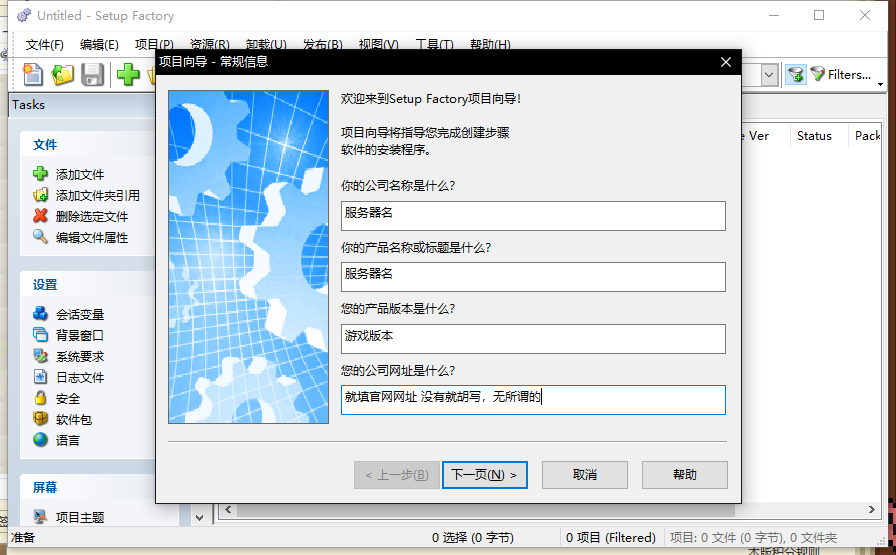 Untitled - Setup Factory
文件(F) 编辑(E) 项目(P) 资源(R) 卸载(U) 发布(B) 视图(V) 工具(T) 帮助(H)
Filters...
Tasks
文件
添加文件
添加文件夹引用
删除选定文件
编辑文件属性
设置
会话变量
背景窗口
系统要求
日志文件
安全
软件包
语言
屏幕
项目主题
项目向导 - 常规信息
欢迎来到Setup Factory项目向导!
项目向导将指导您完成创建步骤
软件的安装程序。
你的公司名称是什么?
服务器名
你的产品名称或标题是什么?
服务器名
您的产品版本是什么?
游戏版本
您的公司网址是什么?
就填官网网址 没有就胡写，无所谓的
< 上一步(B) 下一页(N) > 取消 帮助
e Ver Status Pack
准备 0 选择 (0 字节) 0 项目 (Filtered) 项目: 0 文件 (0 字节), 0 文件夹
本版积分规则